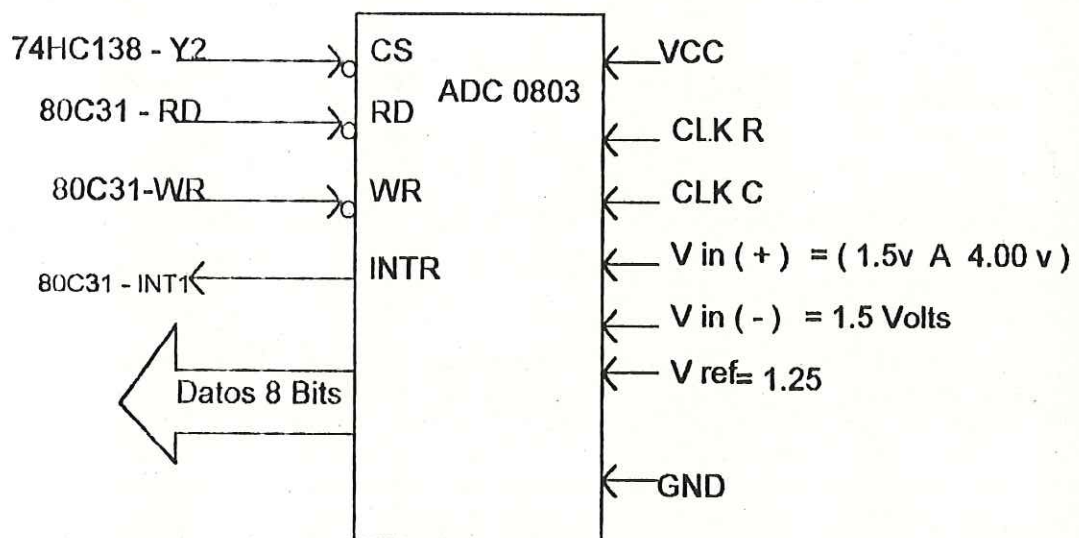 74HC138 - Y2
CS
VCC
ADC 0803
80C31 - RD
RD
CLK R
80C31-WR
WR
CLK C
80C31 - INT1
INTR
V in ( + ) = ( 1.5v A 4.00 v )
V in ( - ) = 1.5 Volts
V ref= 1.25
Datos 8 Bits
GND